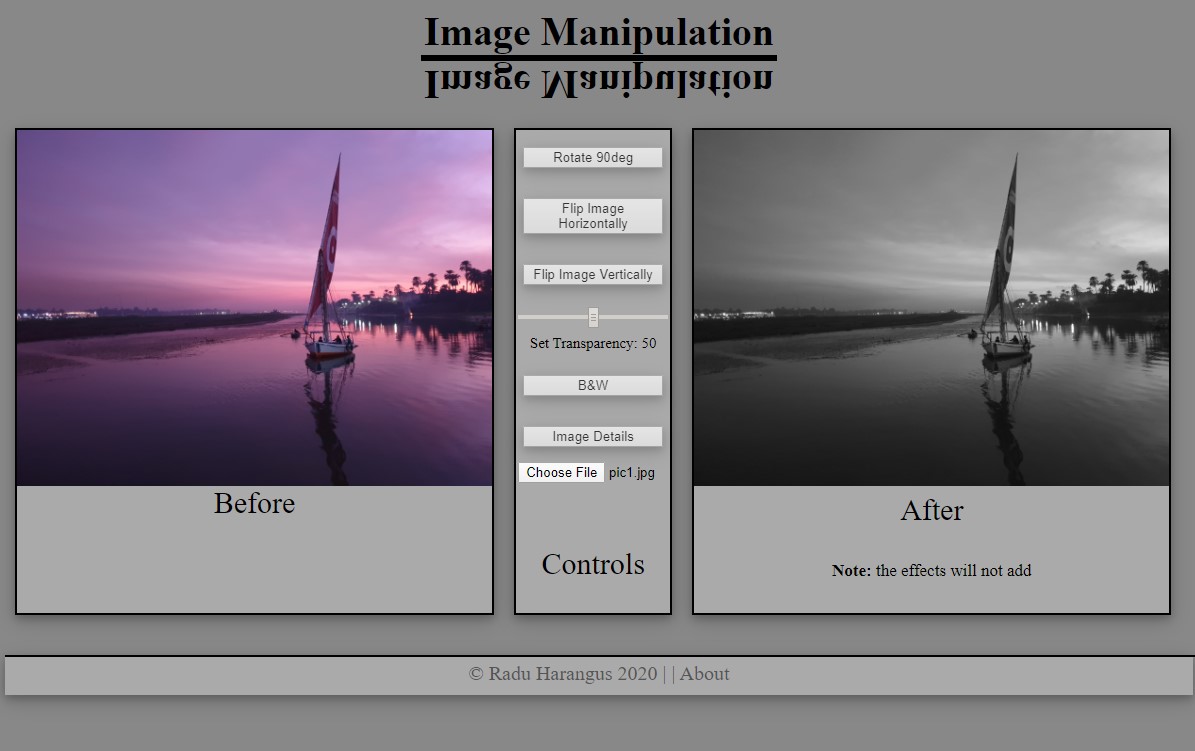 Image Manipulation
Image Manipulation
Rotate 90deg
Flip Image
Horizontally
Flip Image Vertically
Set Transparency: 50
B&W
Image Details
Choose File pic1.jpg
Controls
Before
After
Note: the effects will not add
© Radu Harangus 2020 | | About